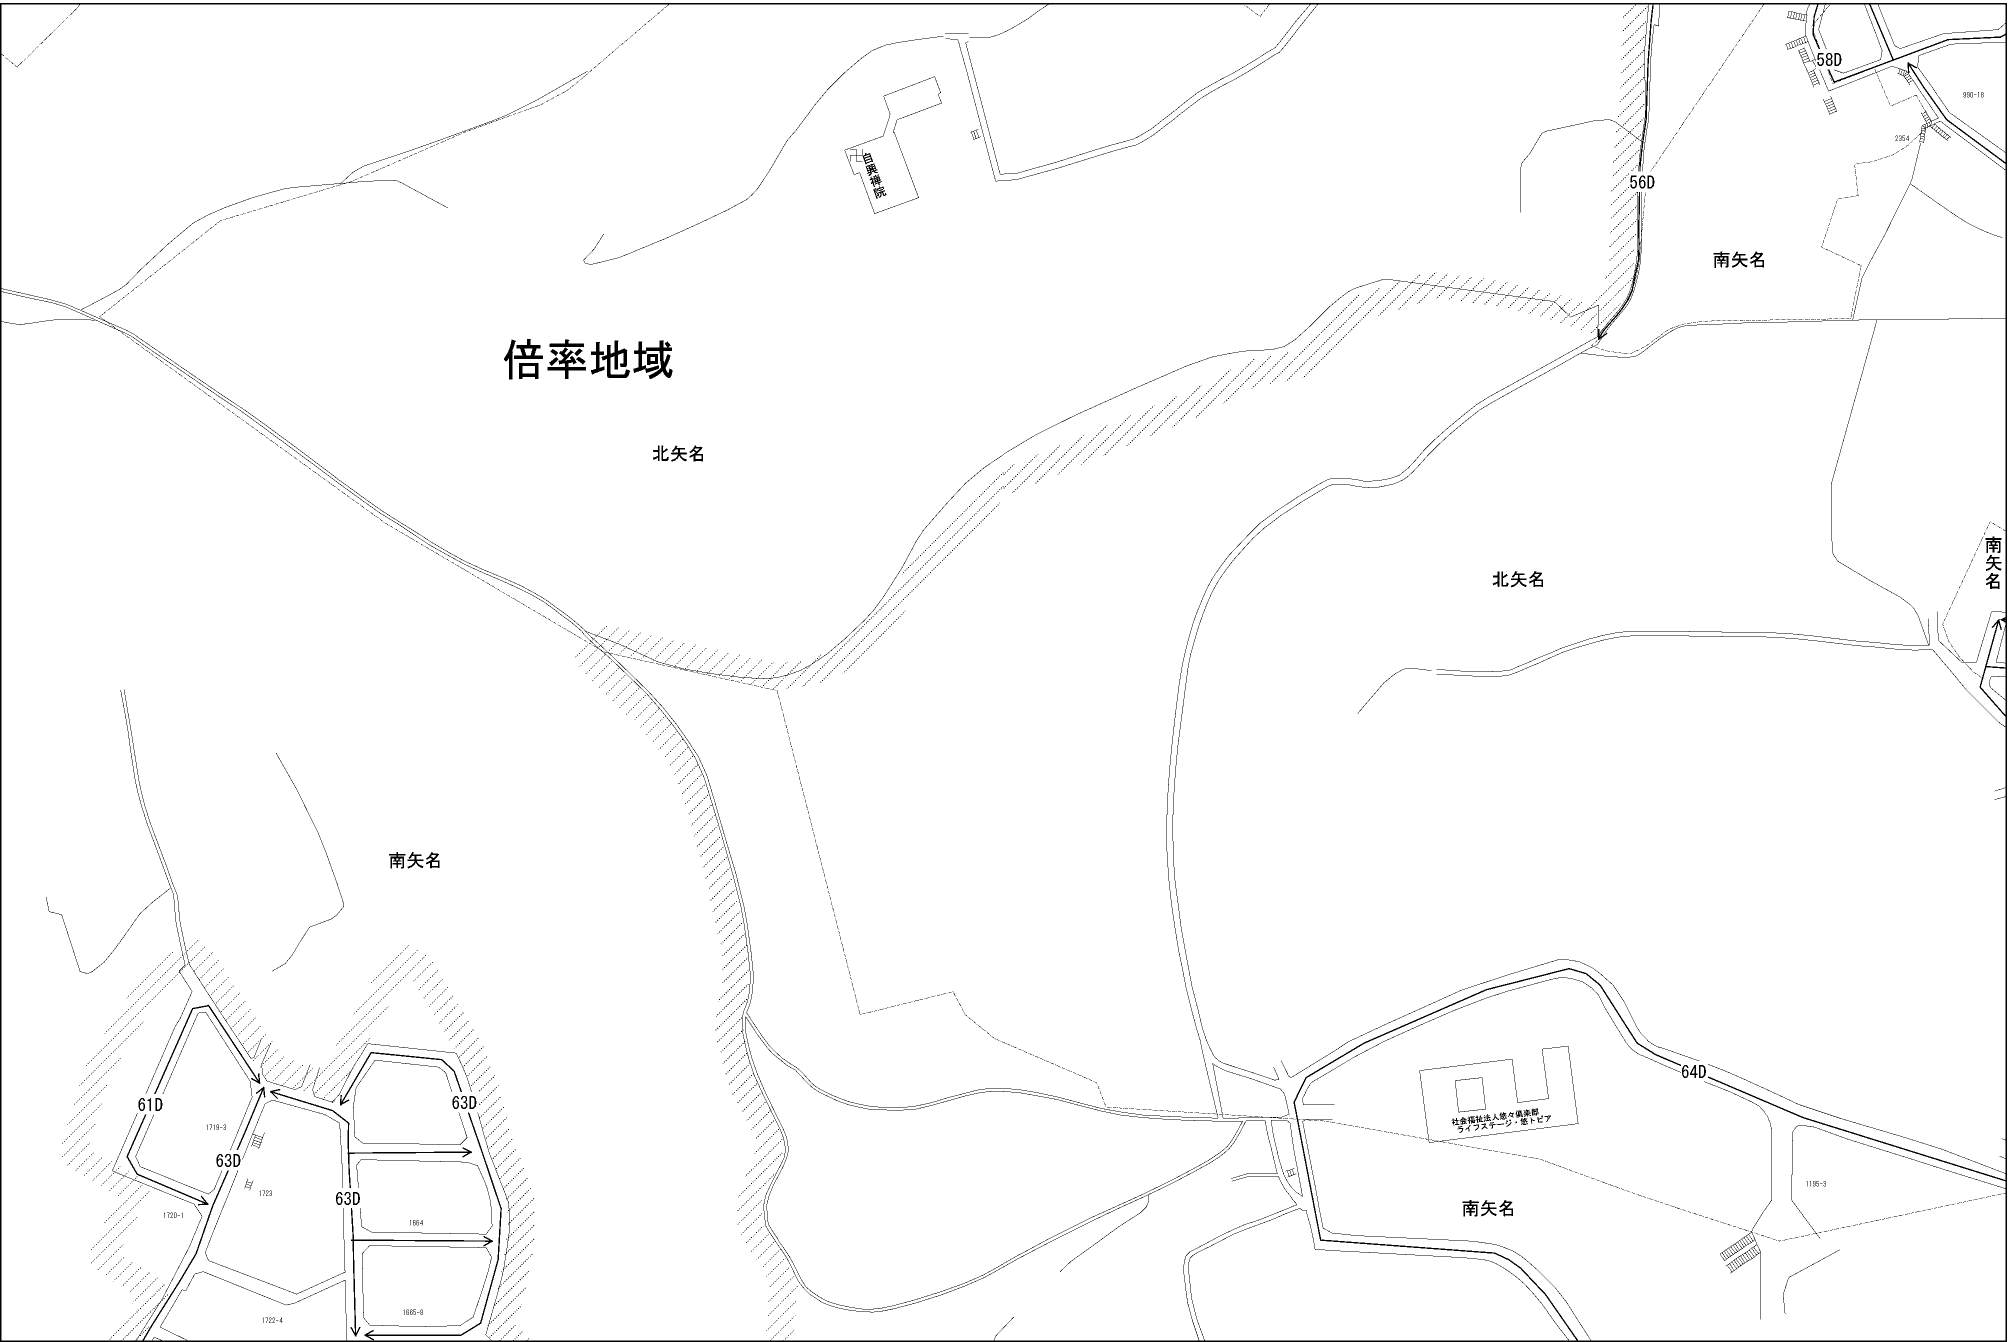 58D
990-18
2954
自興禅院
56D
南矢名
倍率地域
北矢名
南矢名
北矢名
南矢名
64D
61D
63D
社会福祉法人悠々倶楽部
ライフステージ・悠トピア
1719-3
63D
1195-3
1723
63D
南矢名
1720-1
1664
1665-8
1722-4